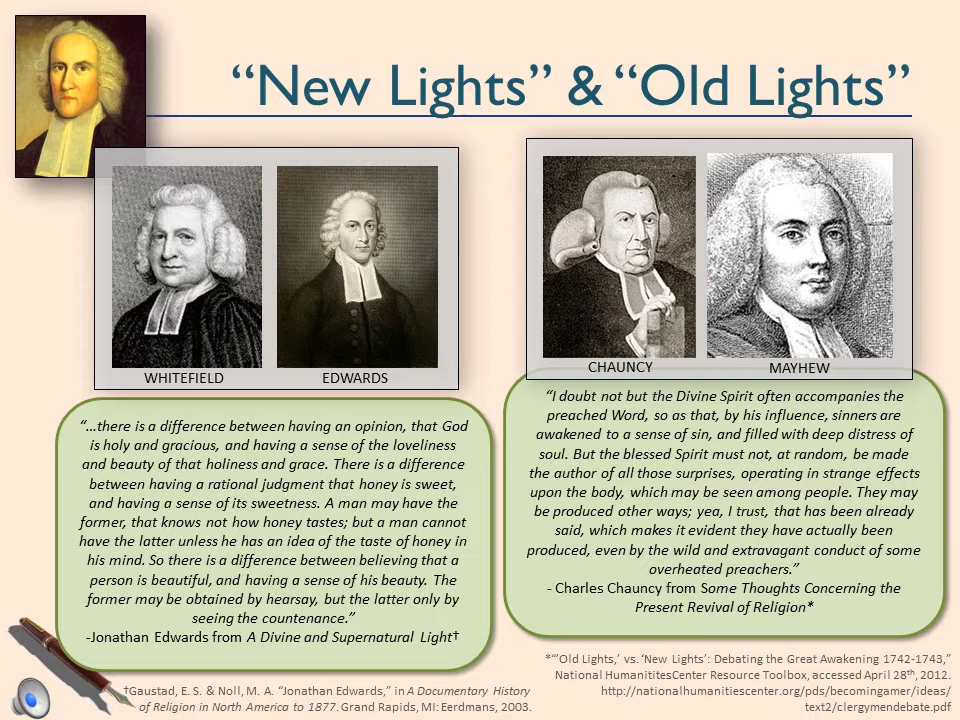 “New Lights” & “Old Lights”
WHITEFIELD
EDWARDS
“…there is a difference between having an opinion, that God
is holy and gracious, and having a sense of the loveliness
and beauty of that holiness and grace. There is a difference
between having a rational judgment that honey is sweet,
and having a sense of its sweetness. A man may have the
former, that knows not how honey tastes; but a man cannot
have the latter unless he has an idea of the taste of honey in
his mind. So there is a difference between believing that a
person is beautiful, and having a sense of his beauty. The
former may be obtained by hearsay, but the latter only by
seeing the countenance.”
-Jonathan Edwards from A Divine and Supernatural Light†
†Gaustad, E. S. & Noll, M. A. “Jonathan Edwards,” in A Documentary History
of Religion in North America to 1877. Grand Rapids, MI: Eerdmans, 2003.
CHAUNCY
MAYHEW
“I doubt not but the Divine Spirit often accompanies the
preached Word, so as that, by his influence, sinners are
awakened to a sense of sin, and filled with deep distress of
soul. But the blessed Spirit must not, at random, be made
the author of all those surprises, operating in strange effects
upon the body, which may be seen among people. They may
be produced other ways; yea, I trust, that has been already
said, which makes it evident they have actually been
produced, even by the wild and extravagant conduct of some
overheated preachers.”
- Charles Chauncy from Some Thoughts Concerning the
Present Revival of Religion*
*“‘Old Lights,’ vs. ‘New Lights’: Debating the Great Awakening 1742-1743,”
National HumanititesCenter Resource Toolbox, accessed April 28th, 2012.
http://nationalhumanitiescenter.org/pds/becomingamer/ideas/
text2/clergymendebate.pdf